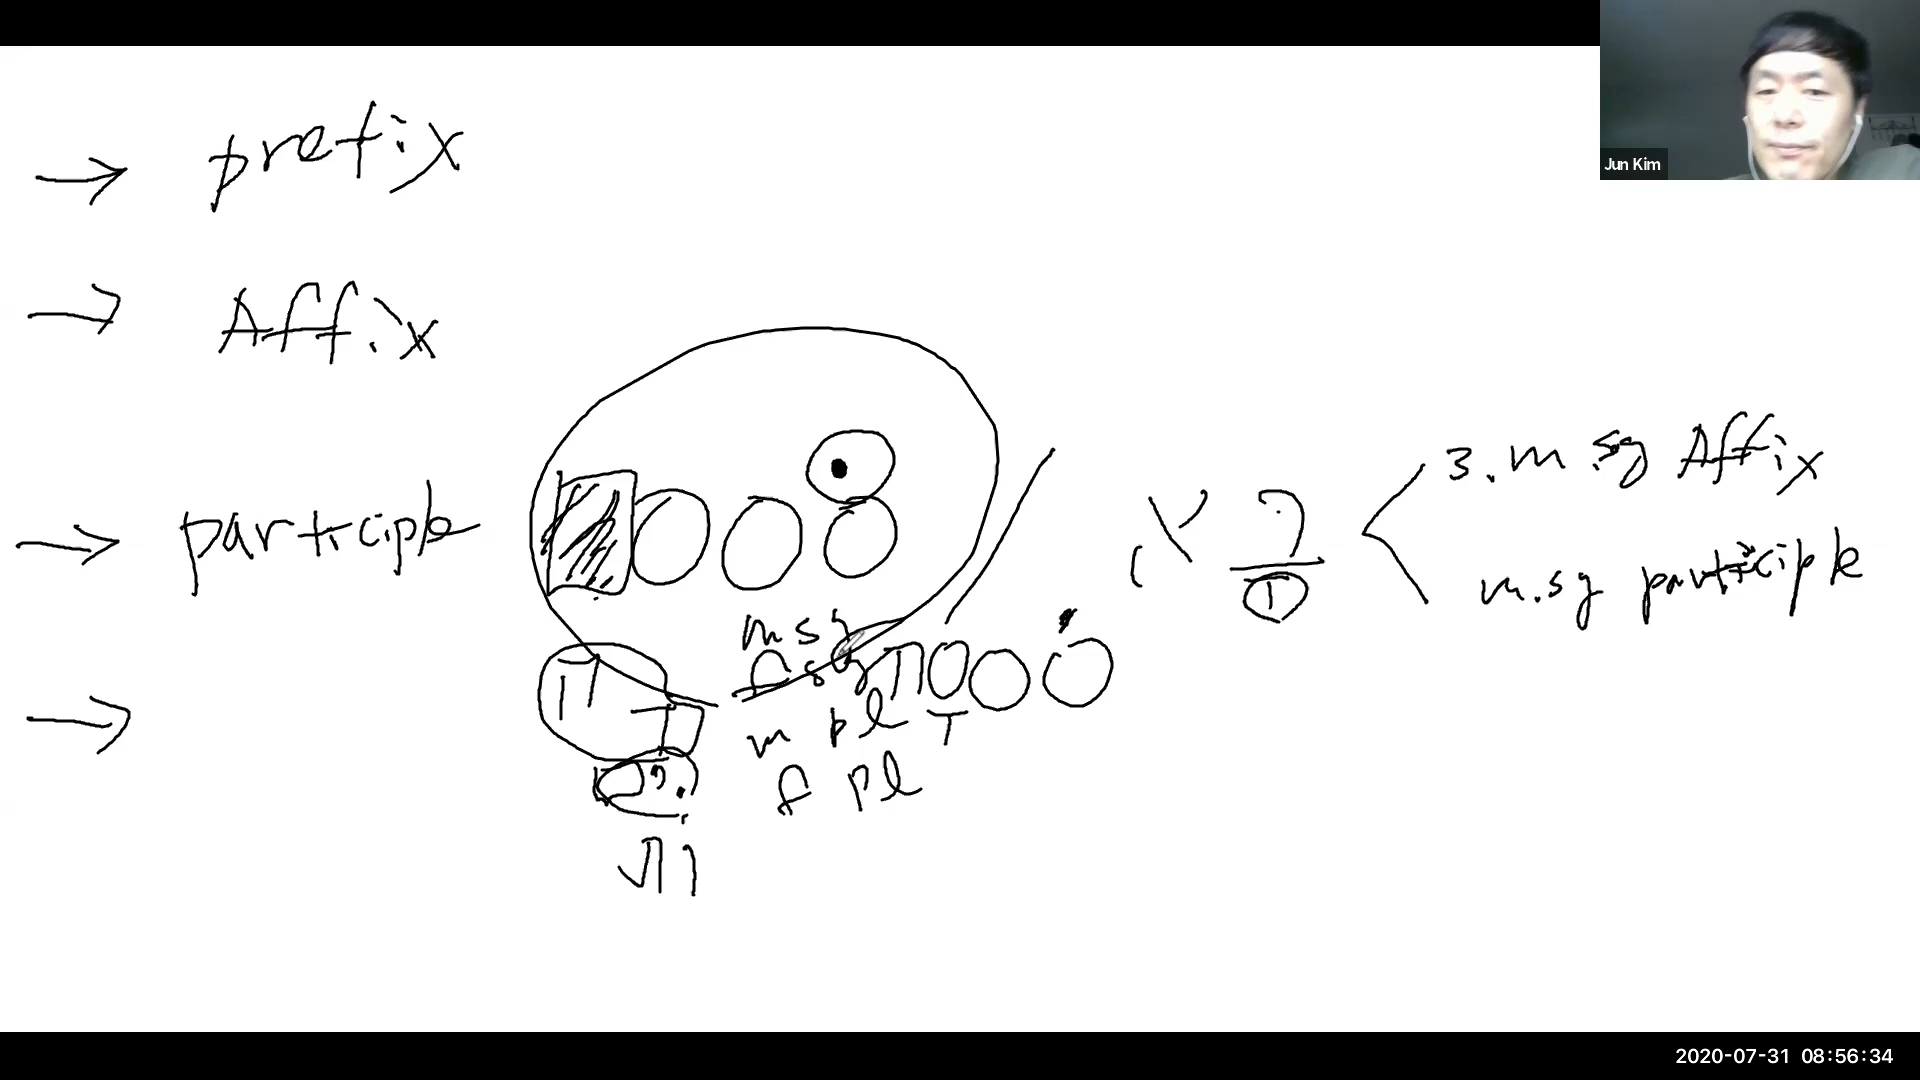 Jun Kim
prefix
Affix
3. m sg Affix
participle
m.sg participle
m sg
f sg
m pl T
f pl
2020-07-31 08:56:34